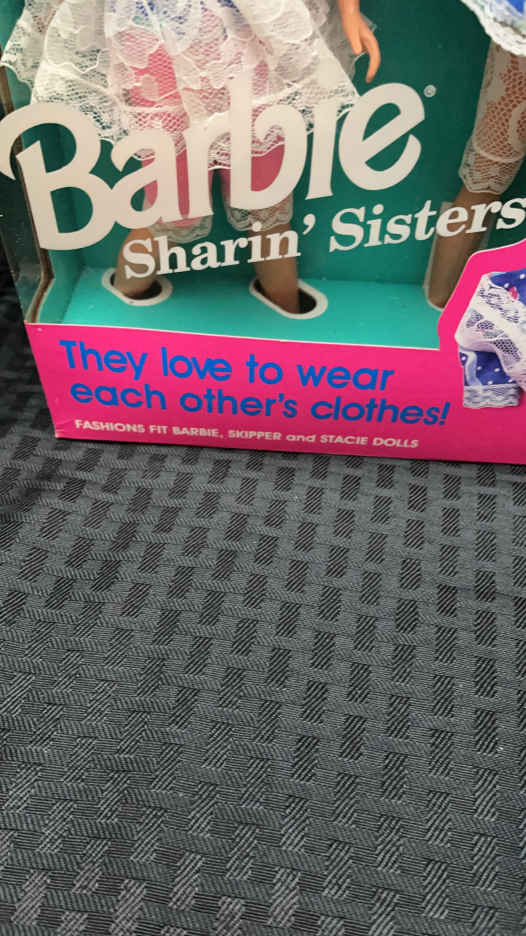 Barbie®
Sharin' Sisters
They love to wear
each other's clothes!
FASHIONS FIT BARBIE, SKIPPER and STACIE DOLLS